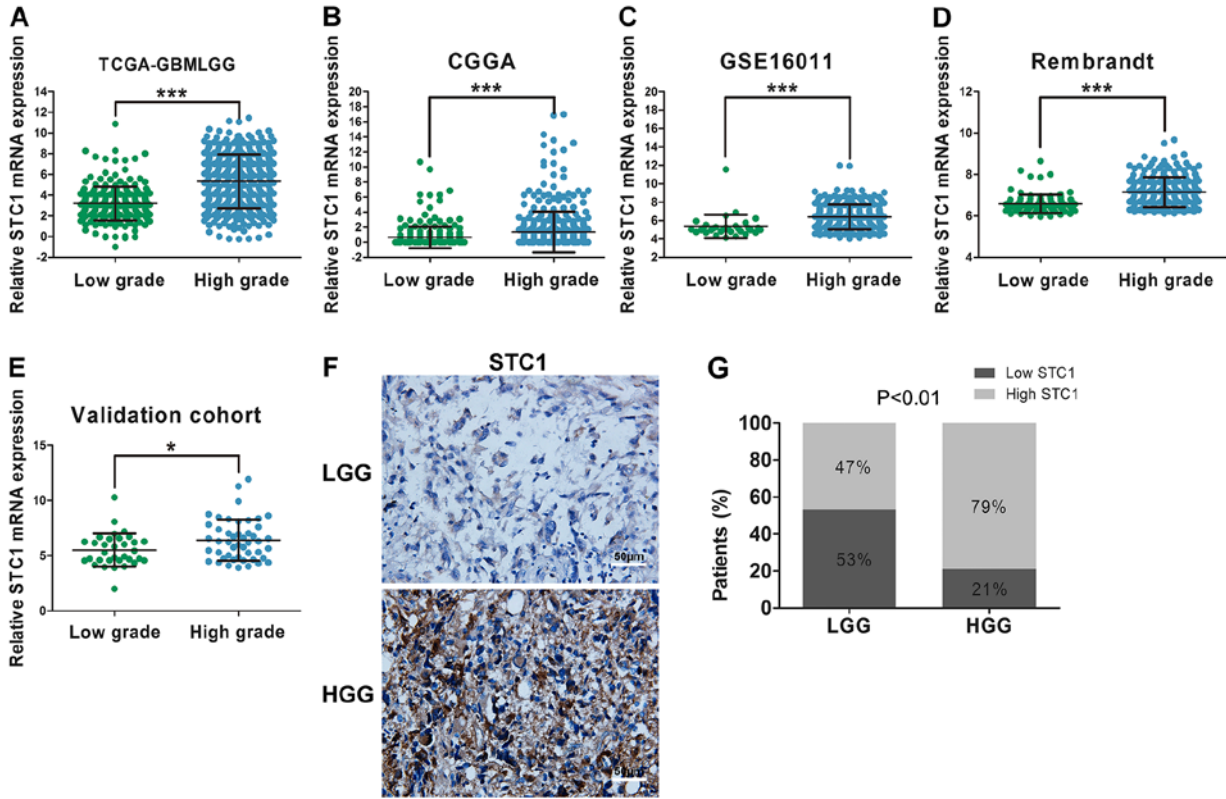 A
TCGA-GBMLGG
Relative STC1 mRNA expression
14
12
10
8
6
4
2
0
-2
***
Low grade
High grade
B
CGGA
Relative STC1 mRNA expression
20
18
16
14
12
10
8
6
4
2
0
-2
***
Low grade
High grade
C
GSE16011
Relative STC1 mRNA expression
20
18
16
14
12
10
8
6
4
2
***
Low grade
High grade
D
Rembrandt
Relative STC1 mRNA expression
12
10
8
6
4
***
Low grade
High grade
E
Validation cohort
Relative STC1 mRNA expression
15
10
5
0
*
Low grade
High grade
F
STC1
LGG
50μm
HGG
50μm
G
Low STC1
High STC1
P<0.01
Patients (%)
100
80
60
40
20
0
47%
53%
79%
21%
LGG
HGG